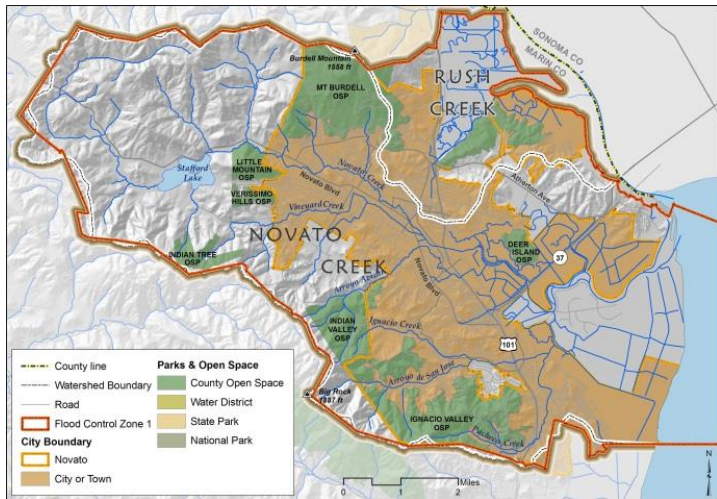 SONOMA CO
MARIN CO
Burdell Mountain
1558 ft
MT BURDELL
OSP
RUSH
CREEK
Stafford
Lake
LITTLE
MOUNTAIN
OSP
VERISSIMO
HILLS OSP
Novato Creek
Novato Blvd
Vineyard Creek
Atherton Ave
INDIAN TREE
OSP
NOVATO
CREEK
DEER
ISLAND
OSP
37
Novato Blvd
INDIAN
VALLEY
OSP
Ignacio Creek
101
Arroyo de San Jose
Big Rock
1887 ft
IGNACIO VALLEY
OSP
Pacheco Creek
County line
Watershed Boundary
Road
Flood Control Zone 1
City Boundary
Novato
City or Town
Parks & Open Space
County Open Space
Water District
State Park
National Park
0 1 2 Miles
N